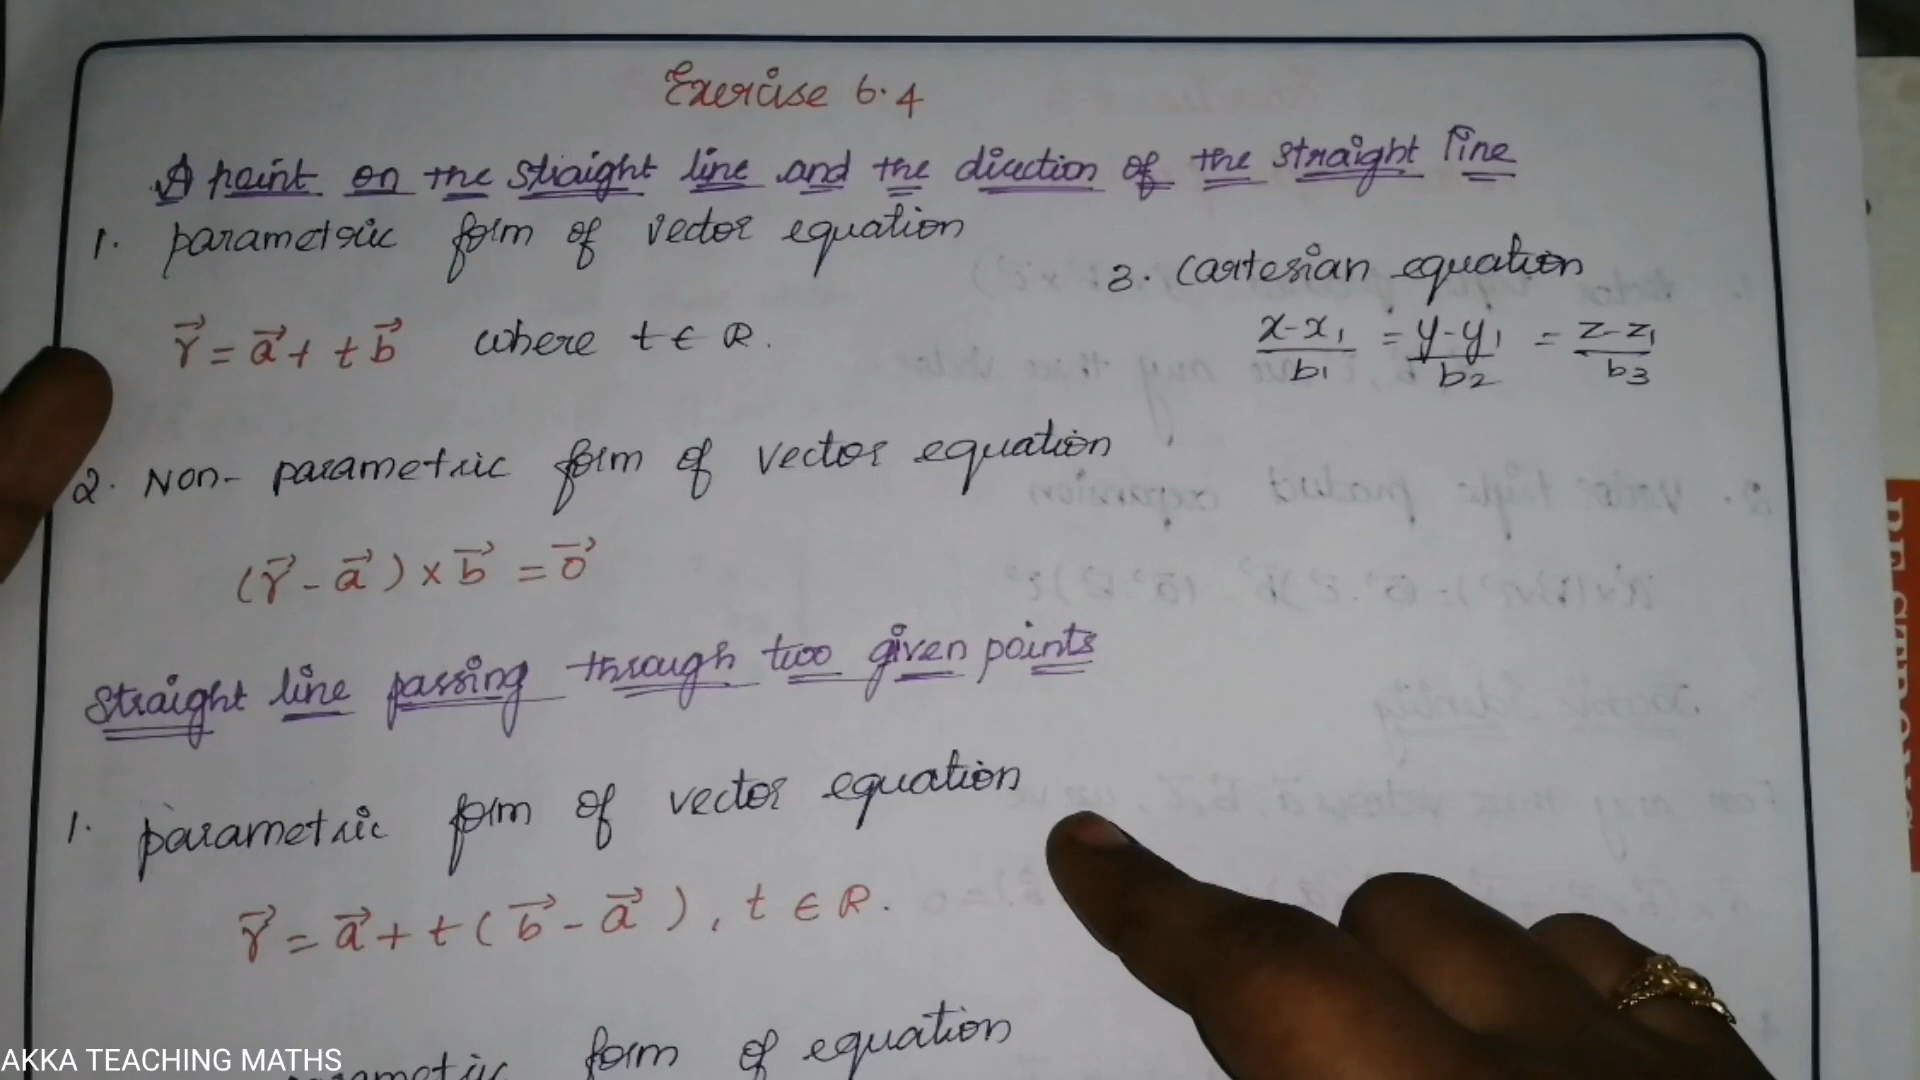 Exercise 6.4
A point on the straight line and the direction of the straight line
1. parametric form of vector equation
r⃗ = a⃗ + t b⃗ where t ∈ R.
3. Cartesian equation
x-x₁/b₁ = y-y₁/b₂ = z-z₁/b₃
2. Non-parametric form of vector equation
(r⃗ - a⃗) × b⃗ = o⃗
Straight line passing through two given points
1. parametric form of vector equation
r⃗ = a⃗ + t (b⃗ - a⃗), t ∈ R.
form of equation
AKKA TEACHING MATHS